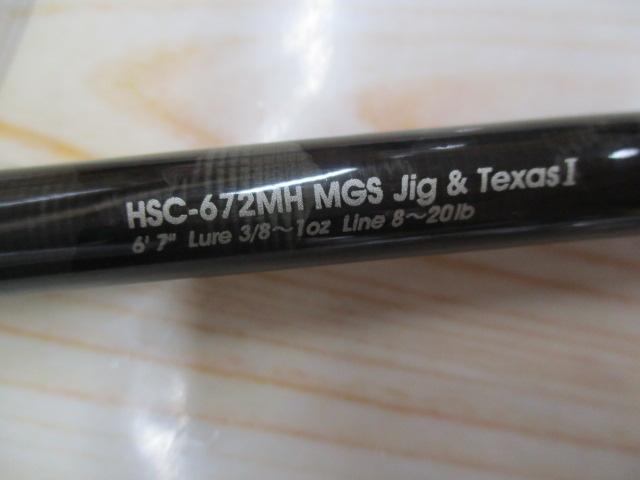 HSC-672MH MGS Jig & Texas I
6' 7" Lure 3/8~1oz Line 8~20lb